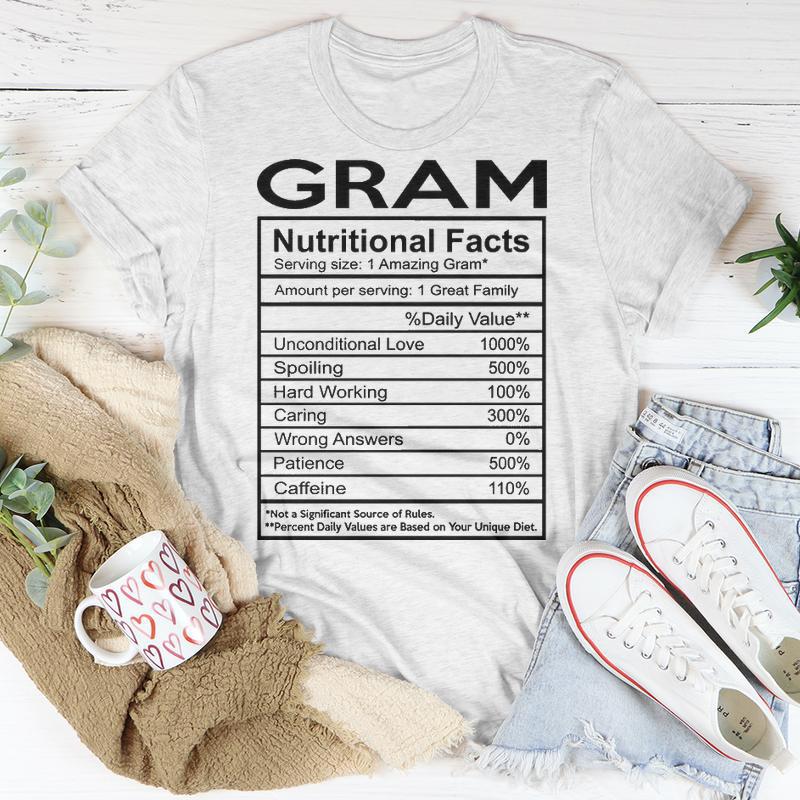 GRAM
Nutritional Facts
Serving size: 1 Amazing Gram*
Amount per serving: 1 Great Family
%Daily Value**
Unconditional Love 1000%
Spoiling 500%
Hard Working 100%
Caring 300%
Wrong Answers 0%
Patience 500%
Caffeine 110%
*Not a Significant Source of Rules.
**Percent Daily Values are Based on Your Unique Diet.